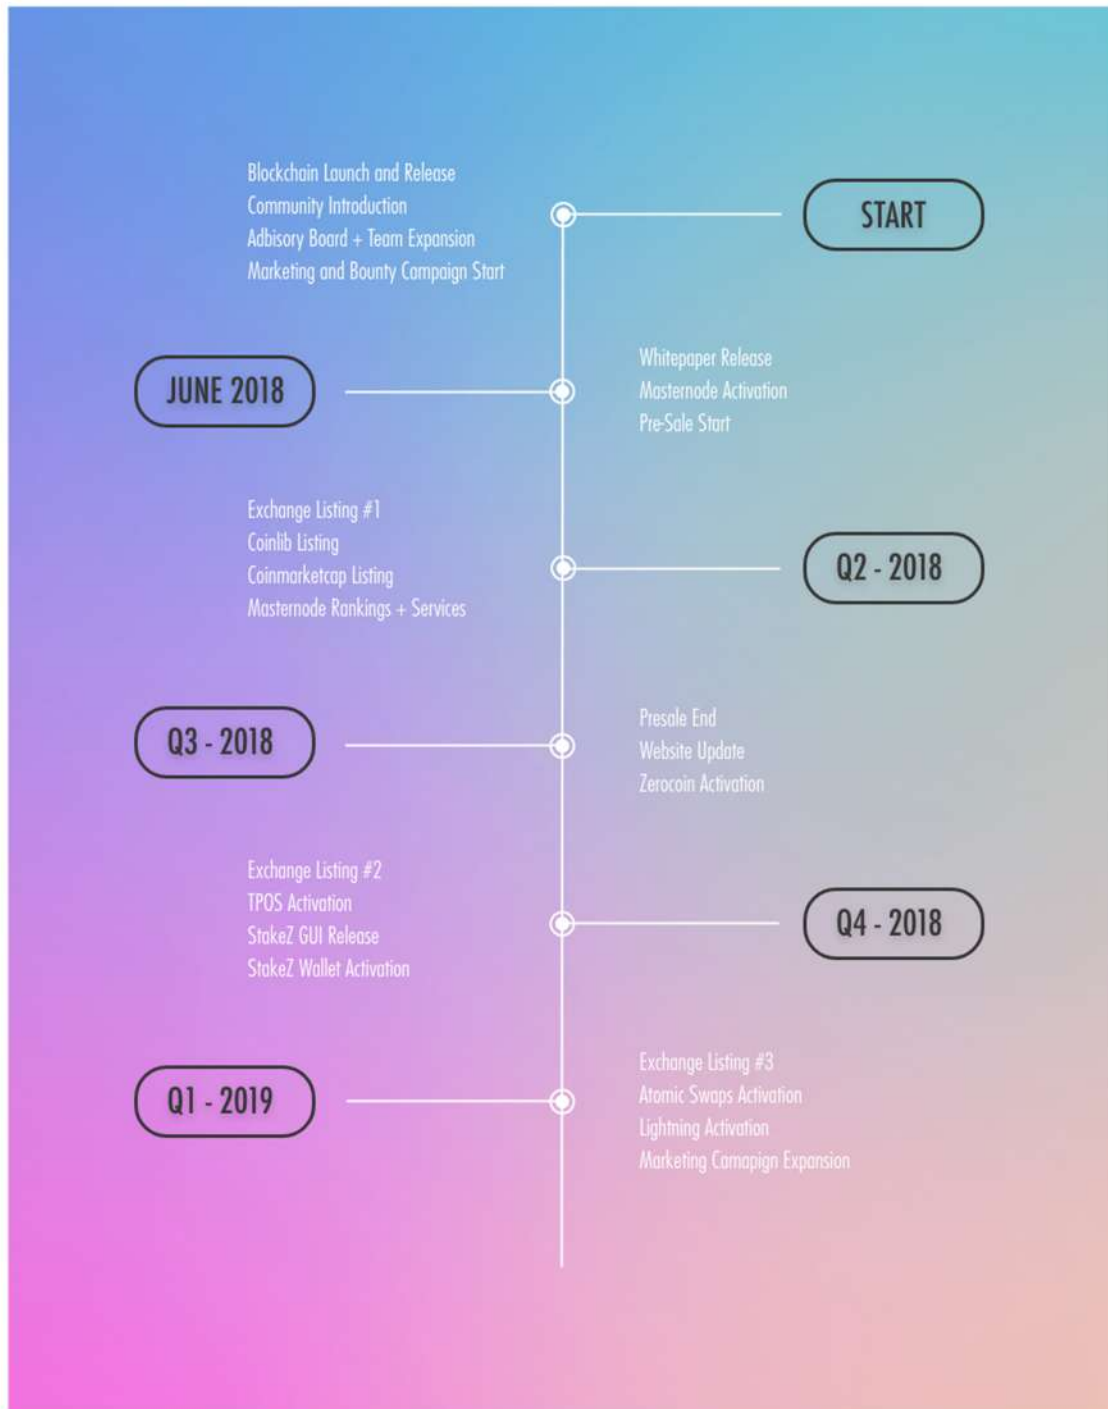 START
Blockchain Launch and Release
Community Introduction
Adbisory Board + Team Expansion
Marketing and Bounty Campaign Start
JUNE 2018
Whitepaper Release
Masternode Activation
Pre-Sale Start
Q2 - 2018
Exchange Listing #1
Coinlib Listing
Coinmarketcap Listing
Masternode Rankings + Services
Q3 - 2018
Presale End
Website Update
Zerocoin Activation
Q4 - 2018
Exchange Listing #2
TPOS Activation
StakeZ GUI Release
StakeZ Wallet Activation
Q1 - 2019
Exchange Listing #3
Atomic Swaps Activation
Lightning Activation
Marketing Camapign Expansion